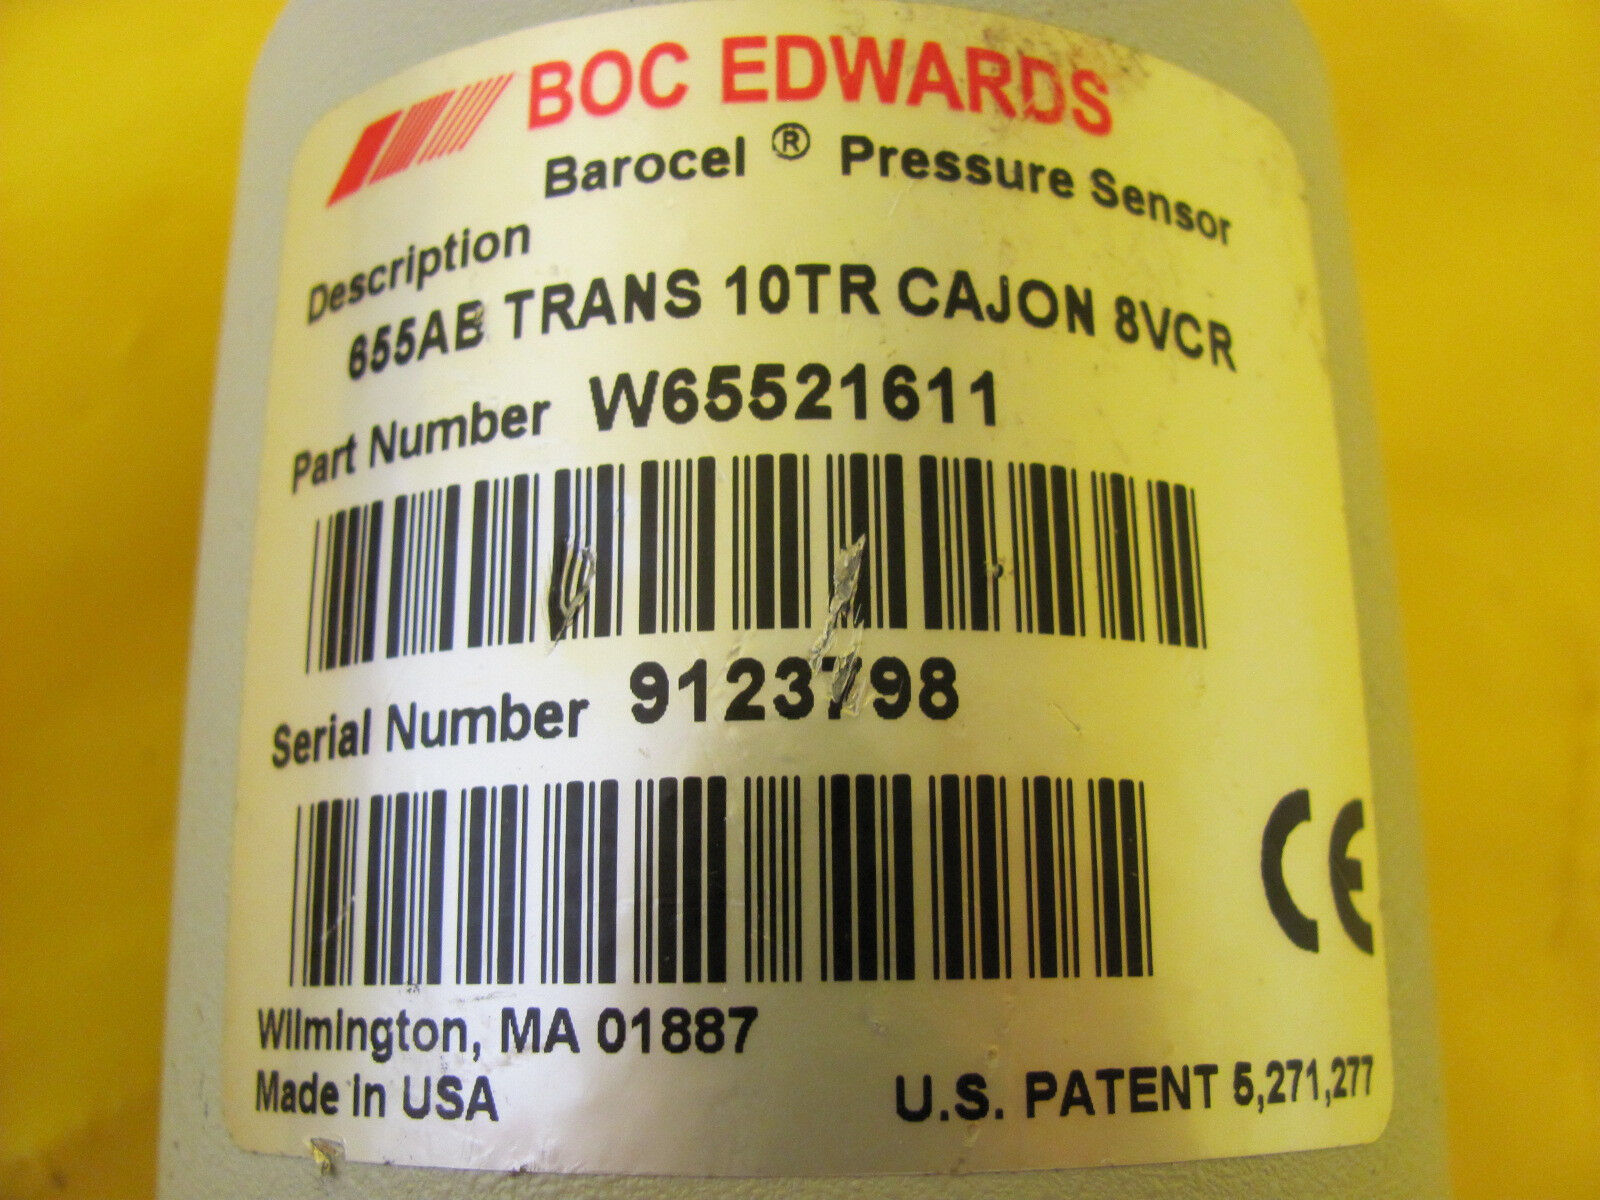 BOC EDWARDS
Barocel ® Pressure Sensor
Description
655AB TRANS 10TR CAJON 8VCR
Part Number W65521611
Serial Number 9123798
CE
Wilmington, MA 01887
Made In USA
U.S. PATENT 5,271,277